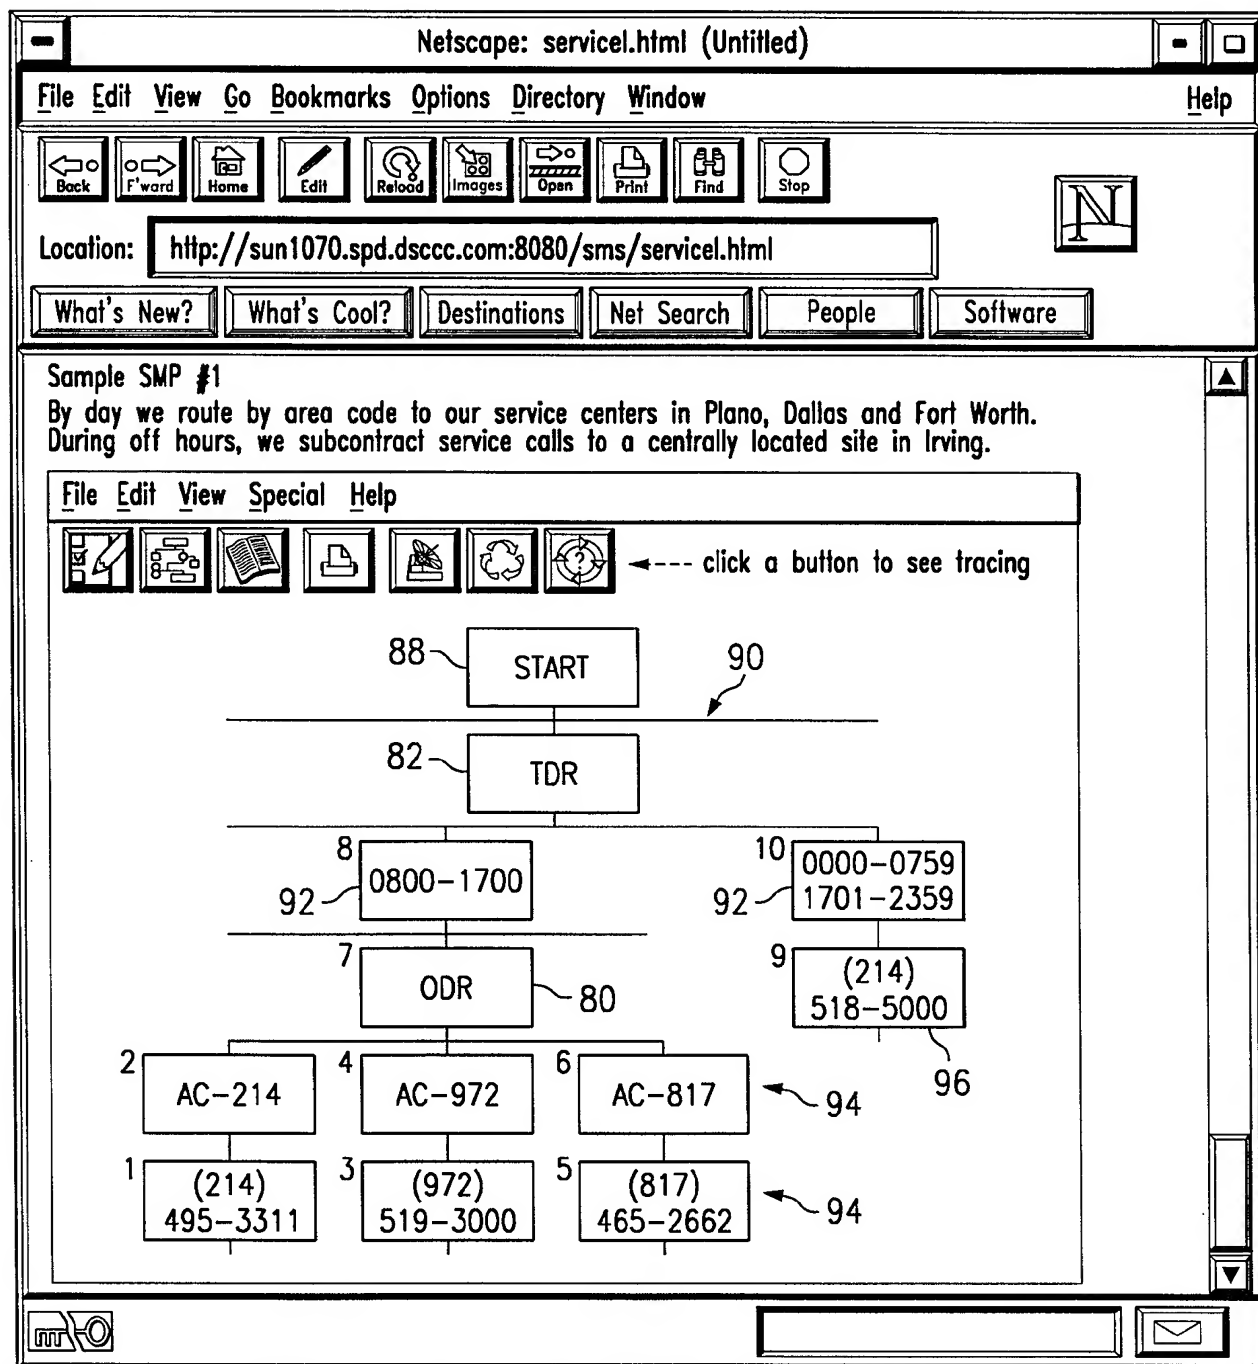 Netscape: servicel.html (Untitled)
File Edit View Go Bookmarks Options Directory Window Help
Back F'ward Home Edit Reload Images Open Print Find Stop
N
Location: http://sun1070.spd.dsccc.com:8080/sms/servicel.html
What's New? What's Cool? Destinations Net Search People Software
Sample SMP #1
By day we route by area code to our service centers in Plano, Dallas and Fort Worth.
During off hours, we subcontract service calls to a centrally located site in Irving.
File Edit View Special Help
? click a button to see tracing
88 START 90
82 TDR
8 0800-1700 92
10 0000-0759
1701-2359 92
7 ODR 80
9 (214)
518-5000 96
2 AC-214 4 AC-972 6 AC-817 94
1 (214) 3 (972) 5 (817) 94
495-3311 519-3000 465-2662